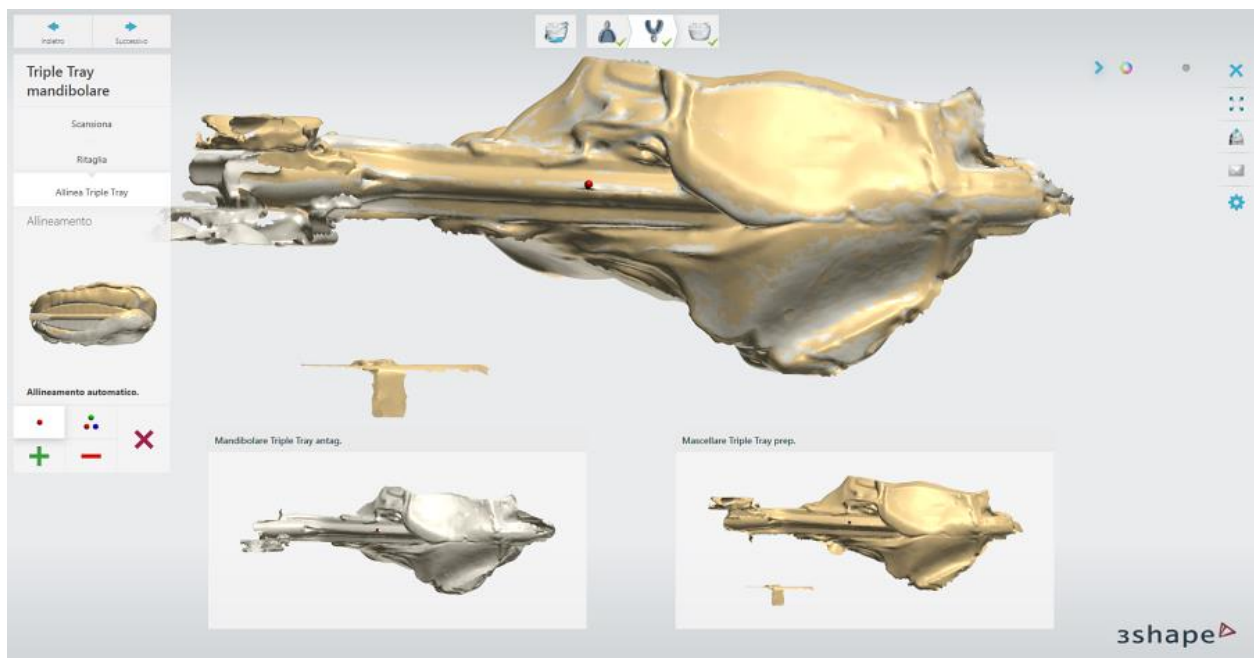 Indietro
Successivo
Triple Tray
mandibolare
Scansiona
Ritaglia
Allinea Triple Tray
Allineamento
Allineamento automatico.
Mandibolare Triple Tray antag.
Mascellare Triple Tray prep.
3shape